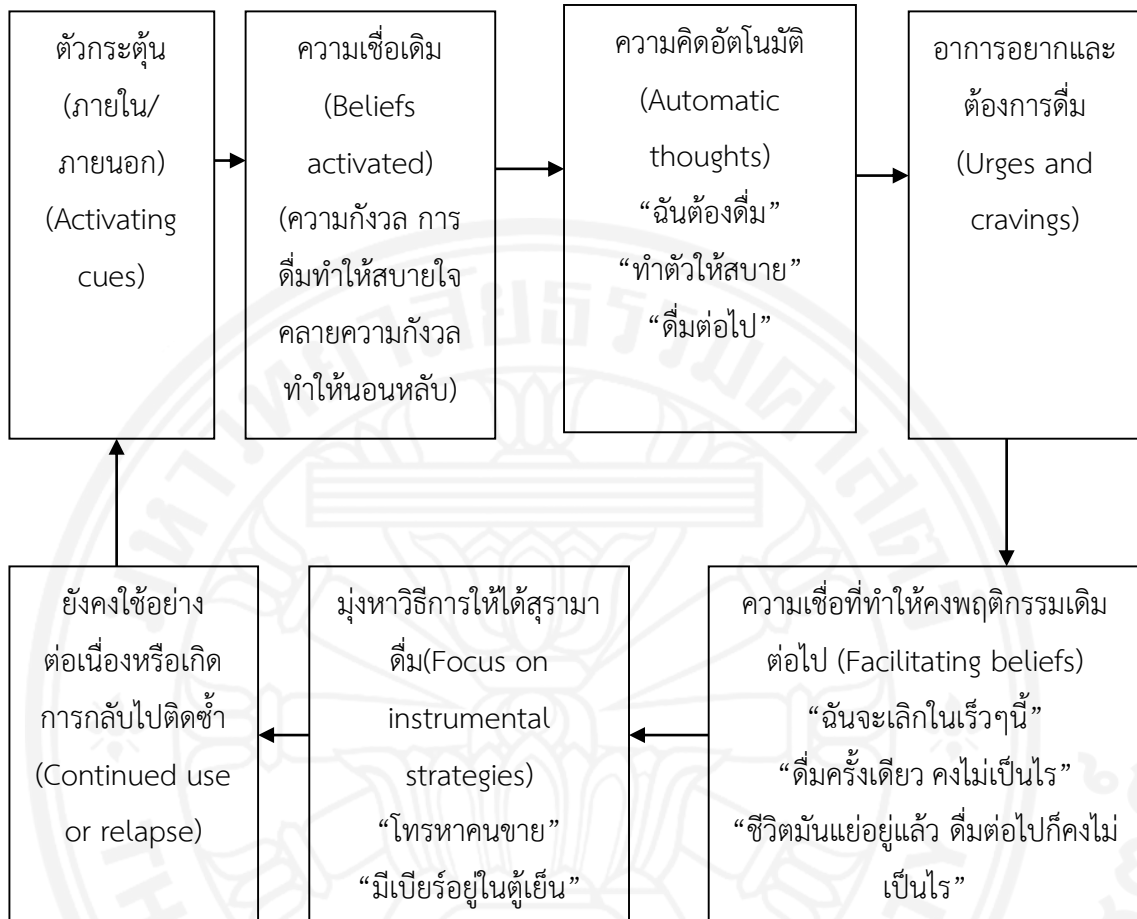 ตัวกระตุ้น
(ภายใน/
ภายนอก)
(Activating
cues)
ความเชื่อเดิม
(Beliefs
activated)
(ความกังวล การ
ดื่มทำให้สบายใจ
คลายความกังวล
ทำให้นอนหลับ)
ความคิดอัตโนมัติ
(Automatic
thoughts)
“ฉันต้องดื่ม”
“ทำตัวให้สบาย”
“ดื่มต่อไป”
อาการอยากและ
ต้องการดื่ม
(Urges and
cravings)
ความเชื่อที่ทำให้คงพฤติกรรมเดิม
ต่อไป (Facilitating beliefs)
“ฉันจะเลิกในเร็วๆนี้”
“ดื่มครั้งเดียว คงไม่เป็นไร”
“ชีวิตมันแย่อยู่แล้ว ดื่มต่อไปก็คงไม่
เป็นไร”
มุ่งหาวิธีการให้ได้สุรามา
ดื่ม(Focus on
instrumental
strategies)
“โทรหาคนขาย”
“มีเบียร์อยู่ในตู้เย็น”
ยังคงใช้อย่าง
ต่อเนื่องหรือเกิด
การกลับไปติดซ้ำ
(Continued use
or relapse)